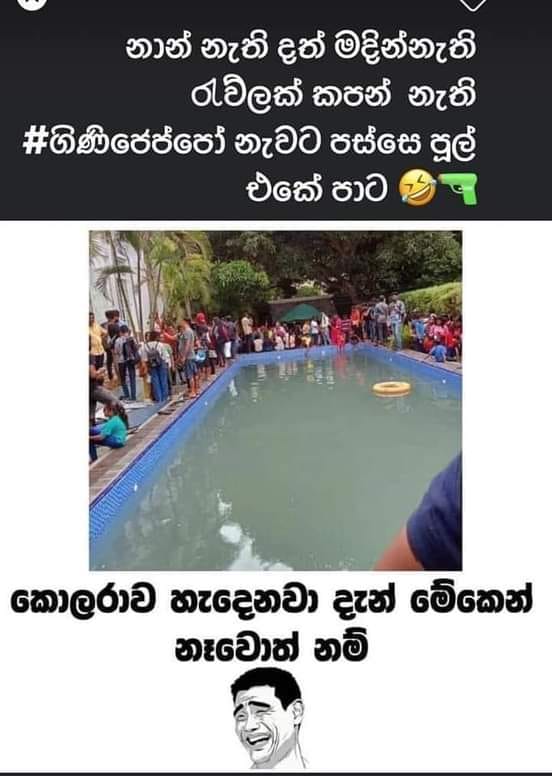 නාන් නැති දත් මදින්නැති
රැව්ලක් කපන් නැති
#ගිණිජෙප්පෝ නැවට පස්සෙ පූල්
එකේ පාට 🤣🔫
කොලරාව හැදෙනවා දැන් මේකෙන්
නෑවොත් නම්